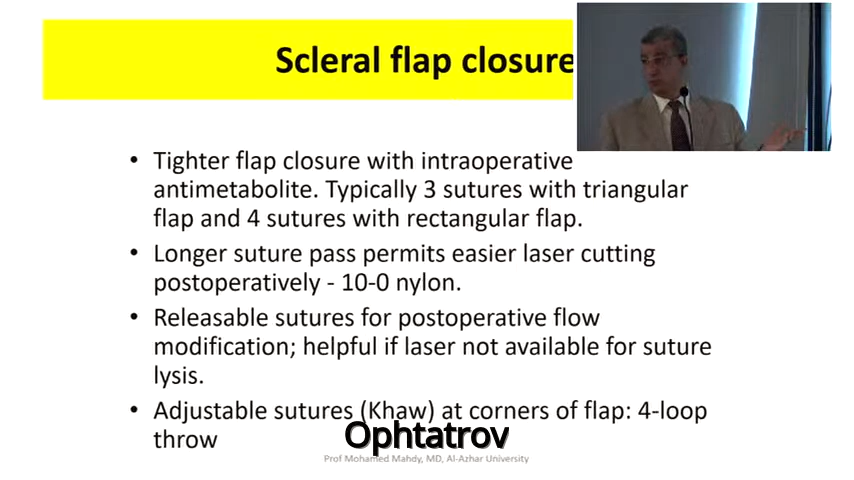 Scleral flap closure
• Tighter flap closure with intraoperative
antimetabolite. Typically 3 sutures with triangular
flap and 4 sutures with rectangular flap.
• Longer suture pass permits easier laser cutting
postoperatively - 10-0 nylon.
• Releasable sutures for postoperative flow
modification; helpful if laser not available for suture
lysis.
• Adjustable sutures (Khaw) at corners of flap: 4-loop
throw
Ophtatrov
Prof Mohamed Mahdy, MD, Al-Azhar University